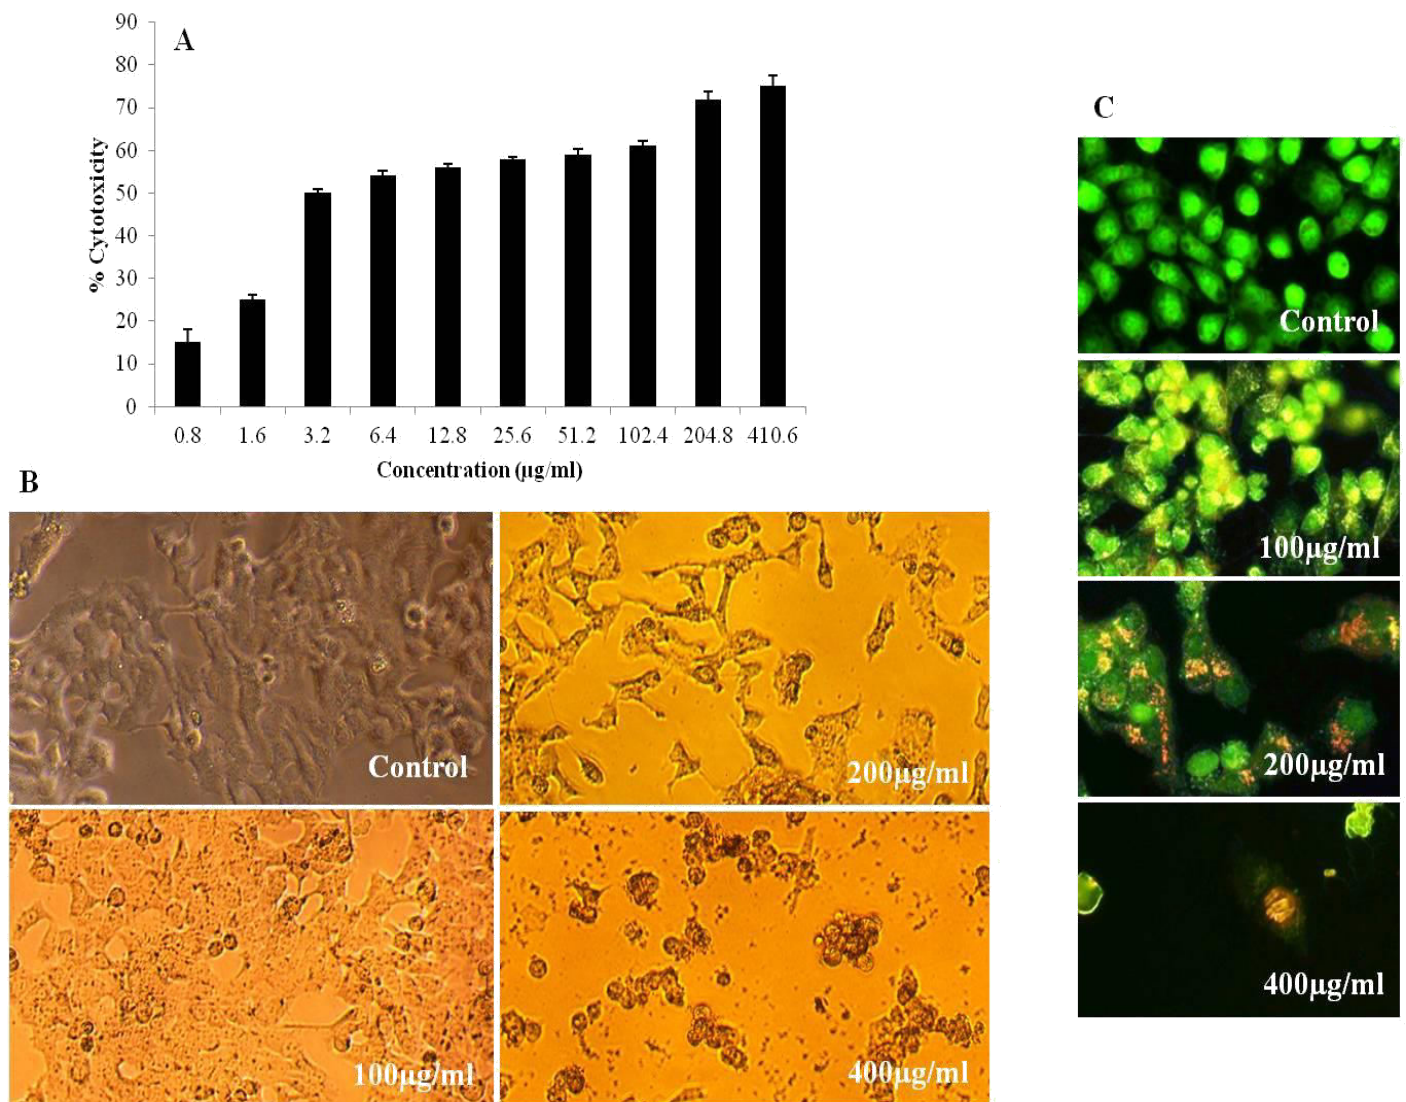 A
90
80
70
60
50
40
30
20
10
0
% Cytotoxicity
0.8 1.6 3.2 6.4 12.8 25.6 51.2 102.4 204.8 410.6
Concentration (µg/ml)
B
Control
200µg/ml
100µg/ml
400µg/ml
C
Control
100µg/ml
200µg/ml
400µg/ml